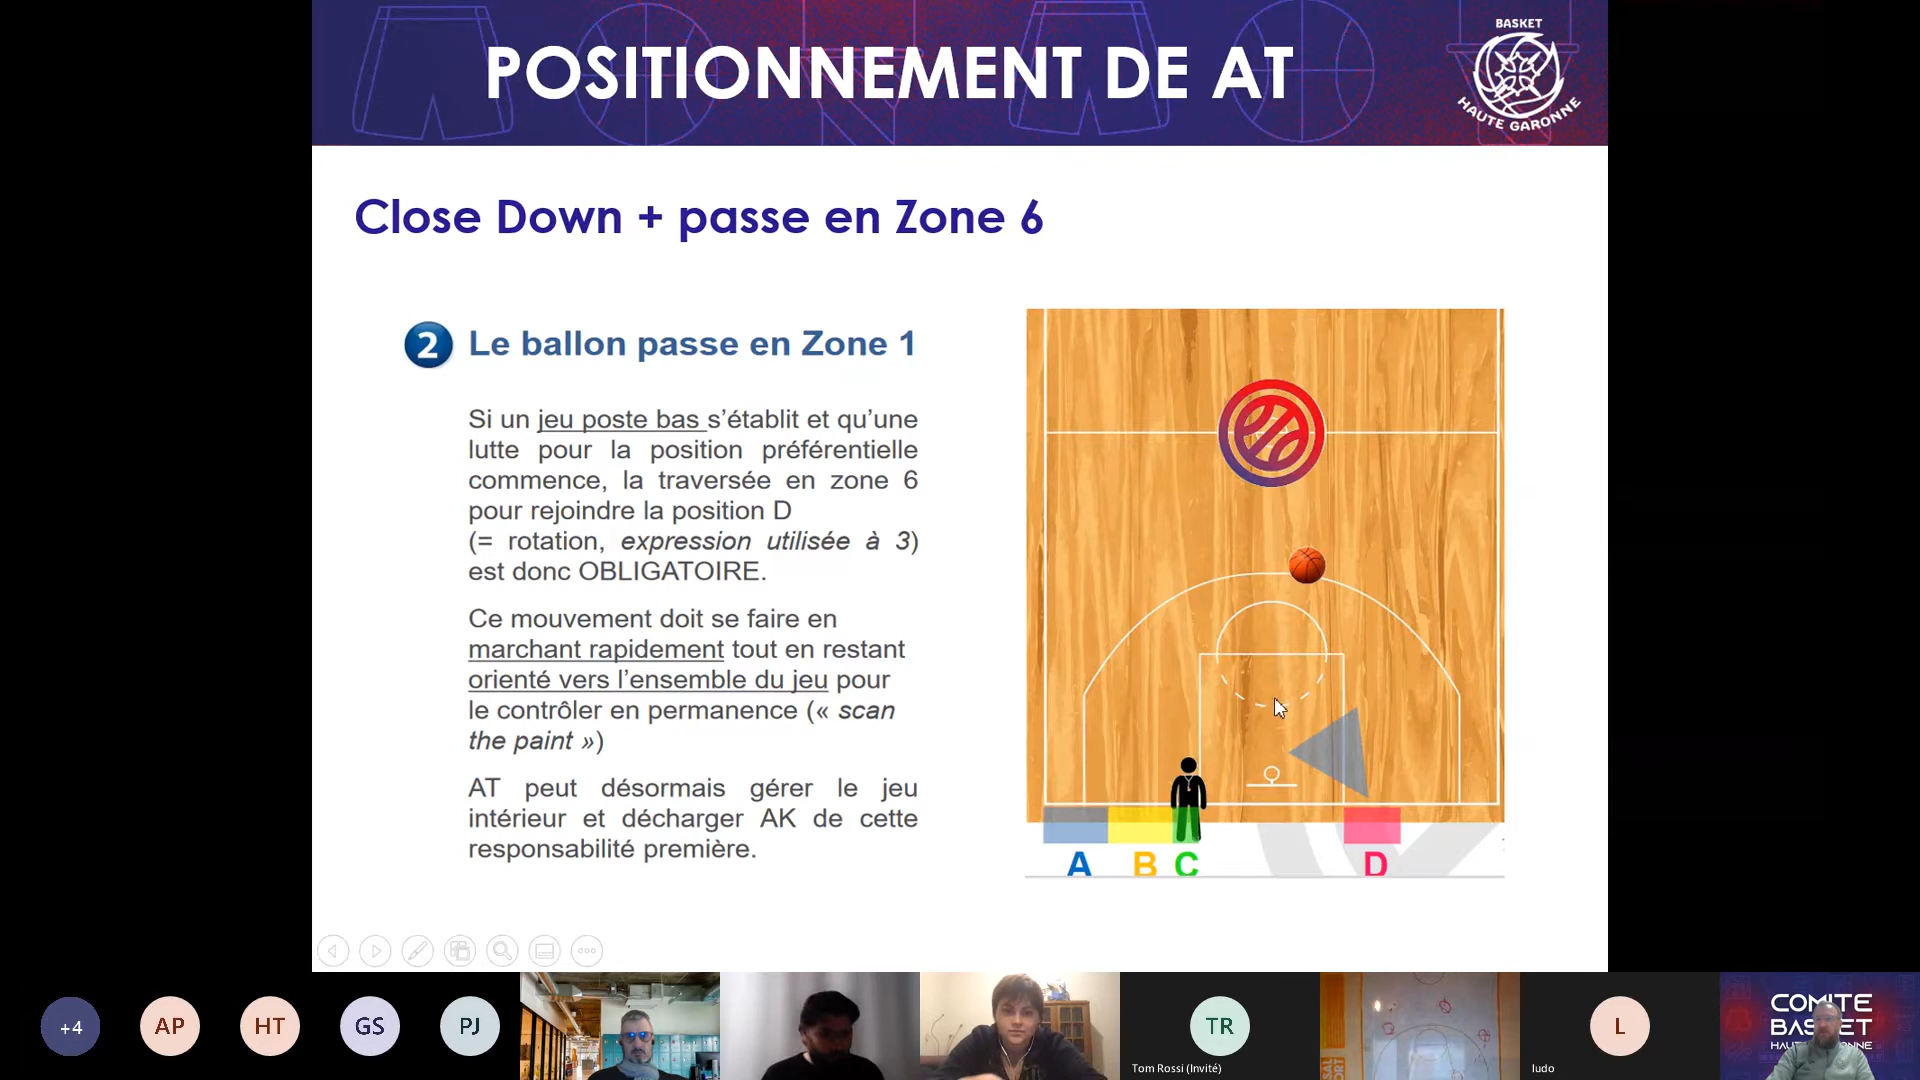 POSITIONNEMENT DE AT
BASKET
HAUTE GARONNE
Close Down + passe en Zone 6
2 Le ballon passe en Zone 1
Si un jeu poste bas s’établit et qu’une
lutte pour la position préférentielle
commence, la traversée en zone 6
pour rejoindre la position D
(= rotation, expression utilisée à 3)
est donc OBLIGATOIRE.
Ce mouvement doit se faire en
marchant rapidement tout en restant
orienté vers l’ensemble du jeu pour
le contrôler en permanence (« scan
the paint »)
AT peut désormais gérer le jeu
intérieur et décharger AK de cette
responsabilité première.
A B C D
+4 AP HT GS PJ TR L
Tom Rossi (Invité)
ludo
COMITE
BASKET